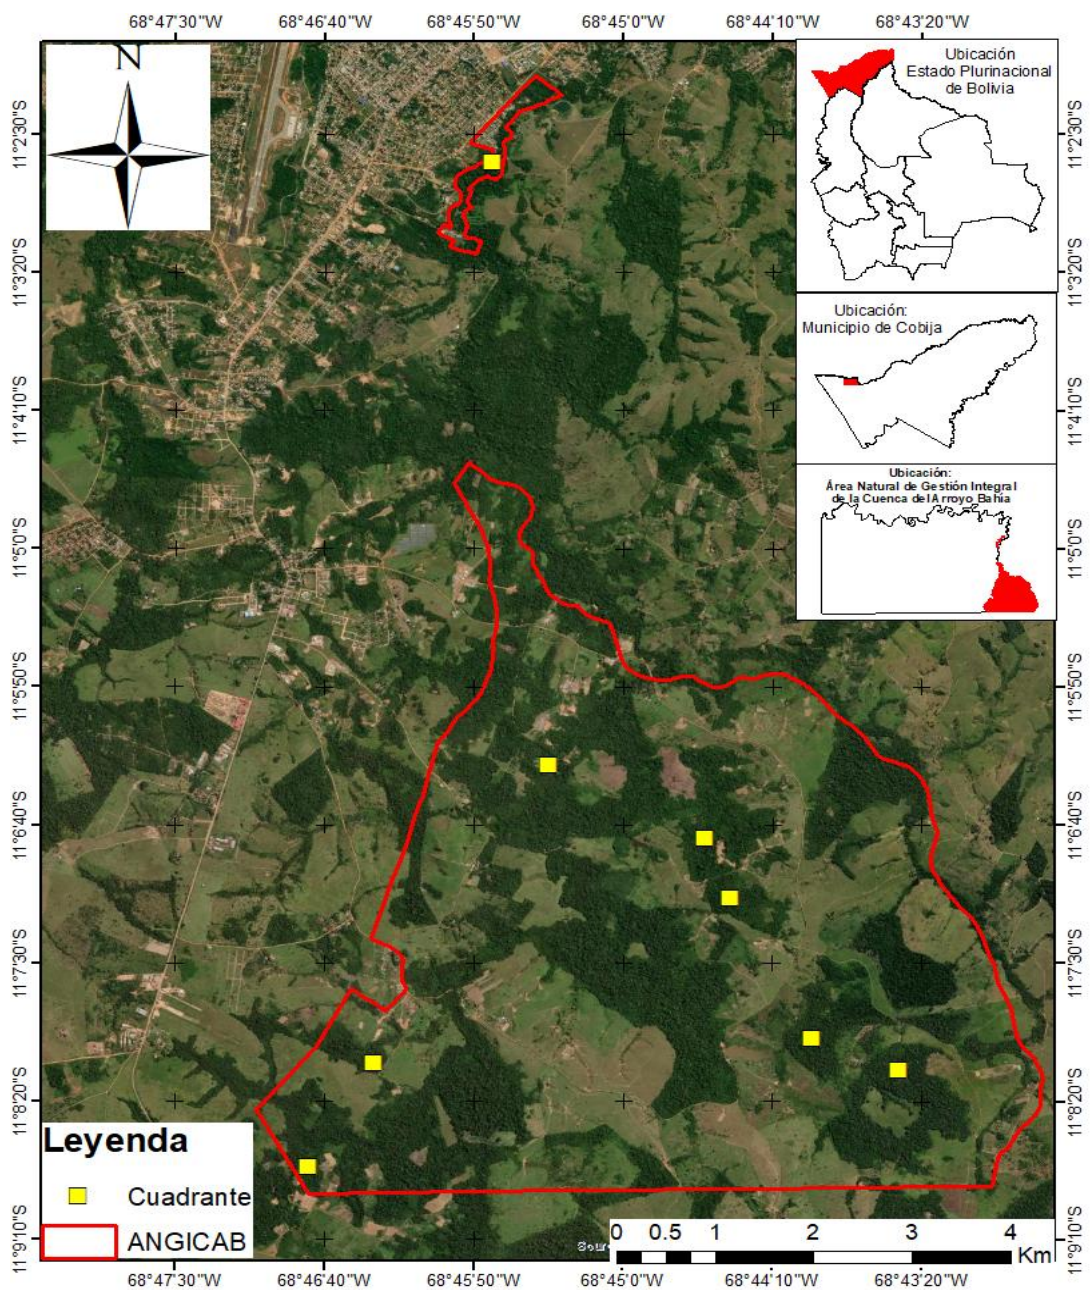 68°47'30"W 68°46'40"W 68°45'50"W 68°45'0"W 68°44'10"W 68°43'20"W
N
Ubicación
Estado Plurinacional
de Bolivia
11°2'30"S 11°2'30"S
11°3'20"S 11°3'20"S
Ubicación:
Municipio de Cobija
11°4'10"S 11°4'10"S
Ubicación:
Área Natural de Gestión Integral
de la Cuenca del Arroyo Bahía
11°5'0"S 11°5'0"S
11°5'50"S 11°5'50"S
11°6'40"S 11°6'40"S
11°7'30"S 11°7'30"S
11°8'20"S 11°8'20"S
Leyenda
Cuadrante
ANGICAB
11°9'10"S 11°9'10"S
0 0.5 1 2 3 4
Km
68°47'30"W 68°46'40"W 68°45'50"W 68°45'0"W 68°44'10"W 68°43'20"W